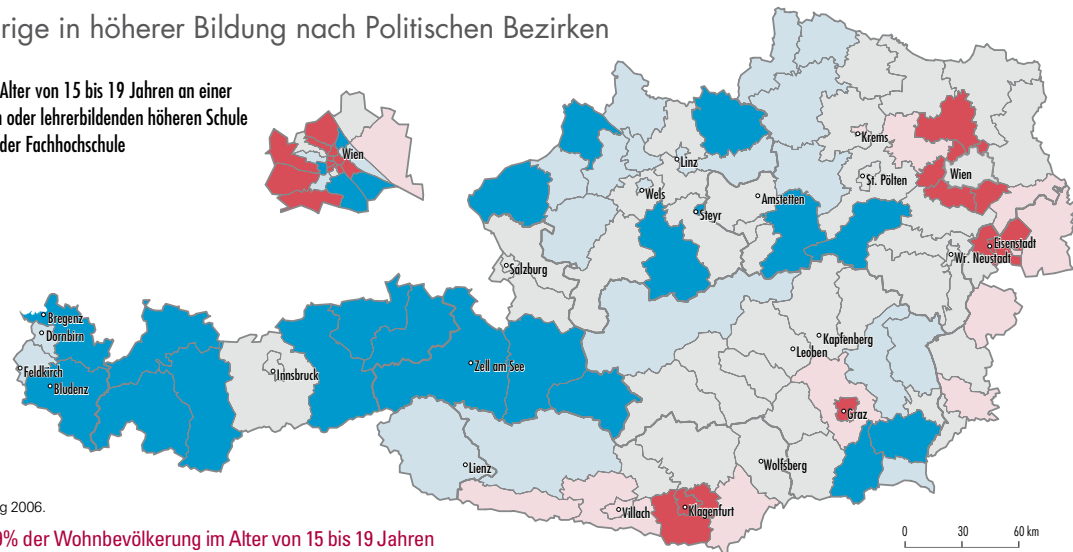 rige in höherer Bildung nach Politischen Bezirken
Alter von 15 bis 19 Jahren an einer
oder lehrerbildenden höheren Schule
der Fachhochschule
Wien
Krems
Linz
Wien
St. Pölten
Wels
Amstetten
Steyr
Eisenstadt
Wr. Neustadt
Salzburg
Bregenz
Dornbirn
Kapfenberg
Leoben
Zell am See
Feldkirch
Innsbruck
Bludenz
Graz
Wolfsberg
Lienz
Villach
Klagenfurt
g 2006.
0 30 60 km
0% der Wohnbevölkerung im Alter von 15 bis 19 Jahren